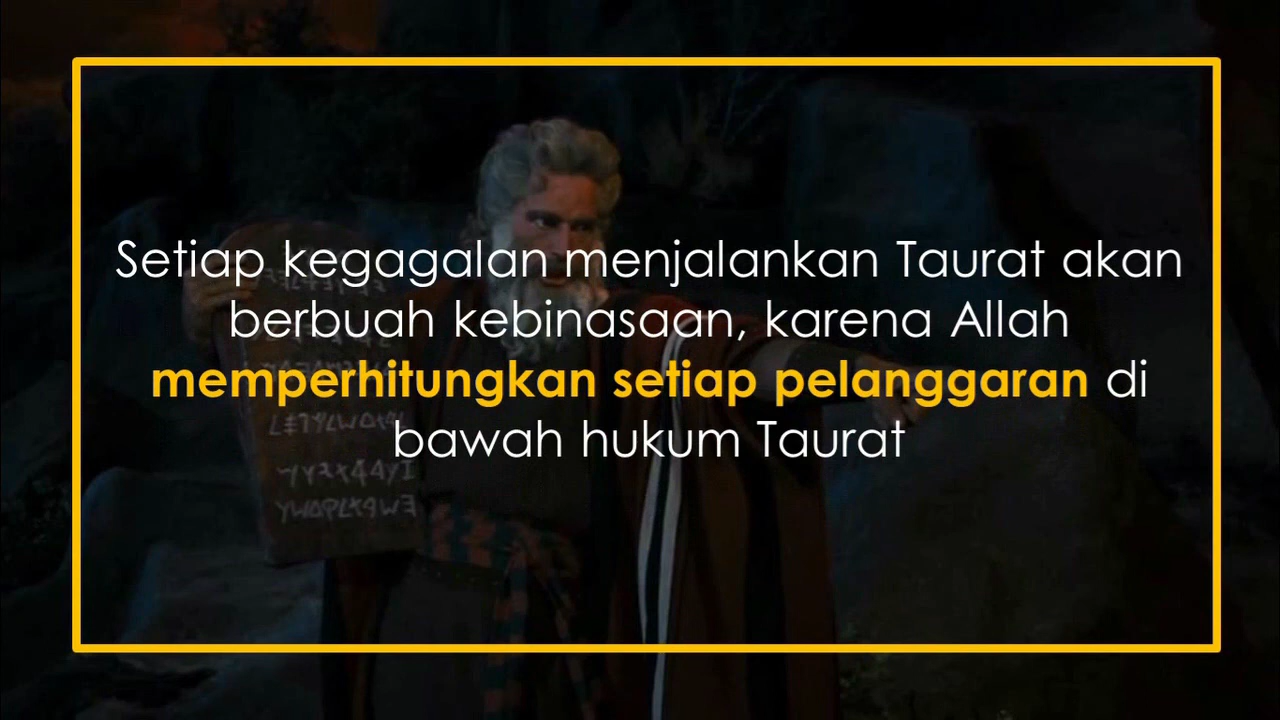 Setiap kegagalan menjalankan Taurat akan
berbuah kebinasaan, karena Allah
memperhitungkan setiap pelanggaran di
bawah hukum Taurat